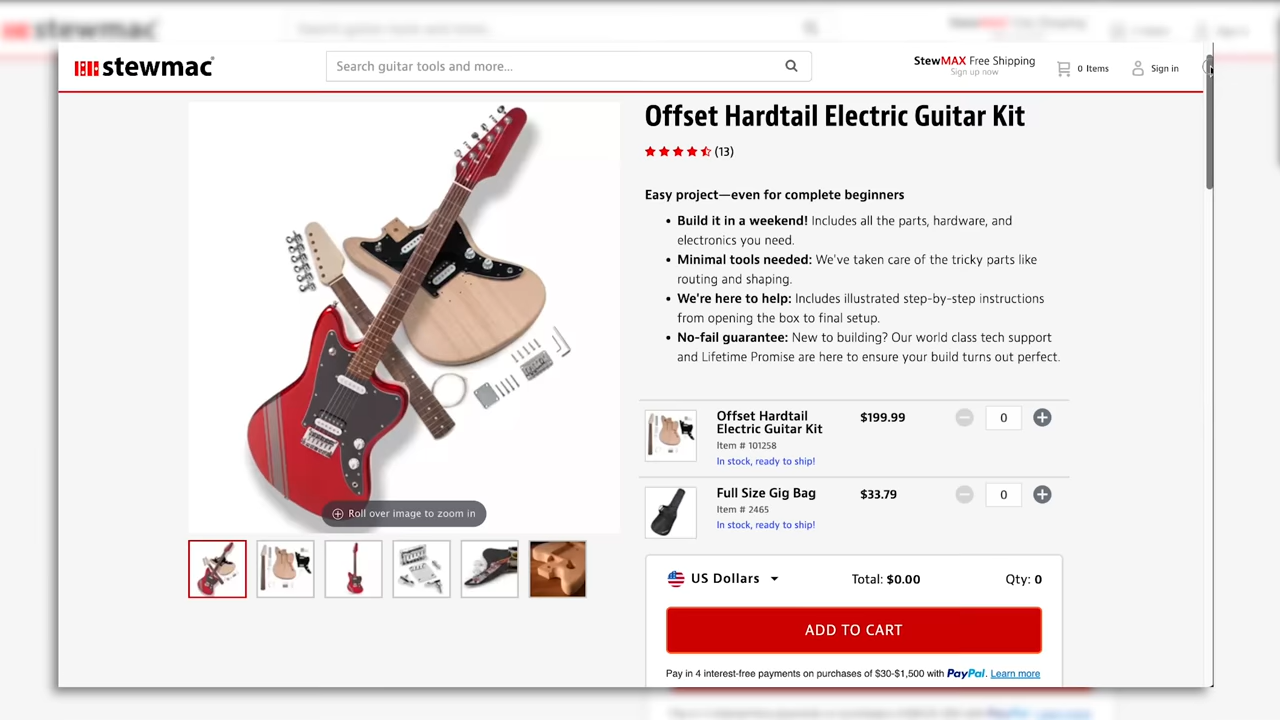 stewmac
Search guitar tools and more...
StewMAX Free Shipping
Sign up now
0 Items
Sign in
Offset Hardtail Electric Guitar Kit
(13)
Easy project—even for complete beginners
• Build it in a weekend! Includes all the parts, hardware, and
electronics you need.
• Minimal tools needed: We've taken care of the tricky parts like
routing and shaping.
• We're here to help: Includes illustrated step-by-step instructions
from opening the box to final setup.
• No-fail guarantee: New to building? Our world class tech support
and Lifetime Promise are here to ensure your build turns out perfect.
Offset Hardtail
Electric Guitar Kit
$199.99
0
Item # 101258
In stock, ready to ship!
Full Size Gig Bag
$33.79
0
Item # 2465
In stock, ready to ship!
Roll over image to zoom in
US Dollars
Total: $0.00
Qty: 0
ADD TO CART
Pay in 4 interest-free payments on purchases of $30-$1,500 with PayPal. Learn more